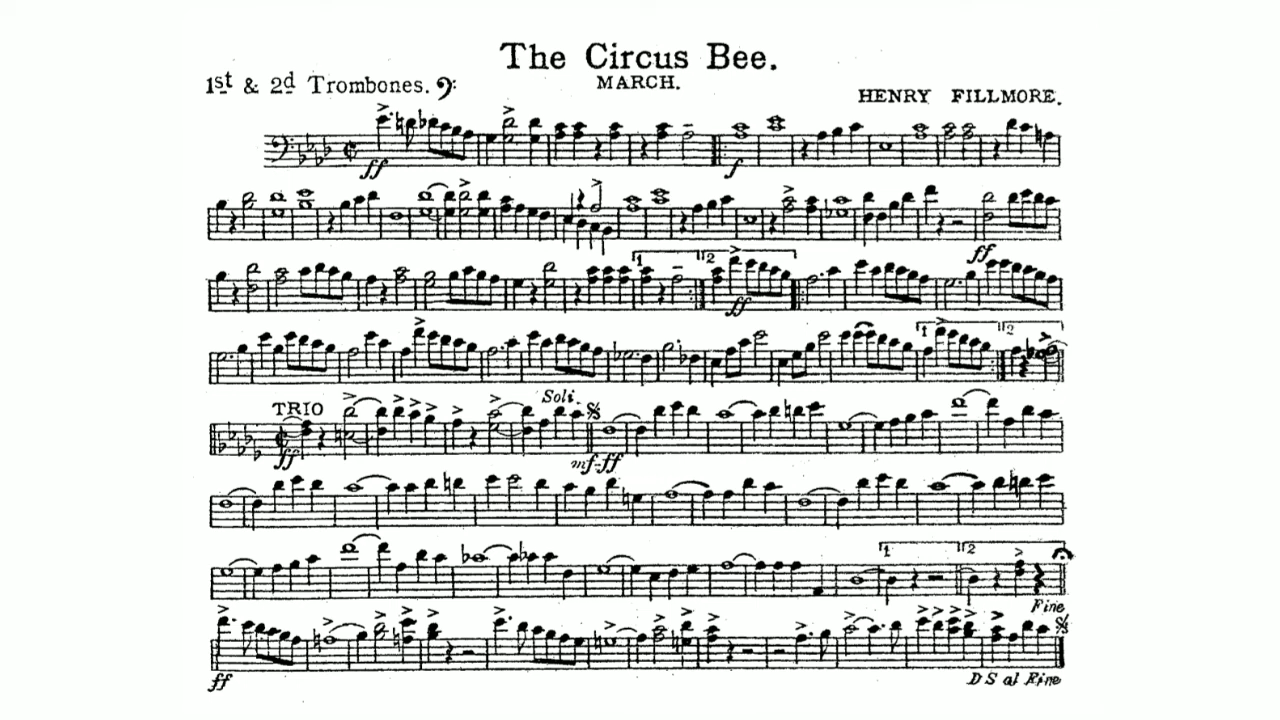 The Circus Bee.
1st & 2d Trombones.
MARCH.
HENRY FILLMORE.
ff
f
ff
1 2
ff
1 2
TRIO
Soli.
ff
mf-ff
1 2
Fine
ff
D S al Fine